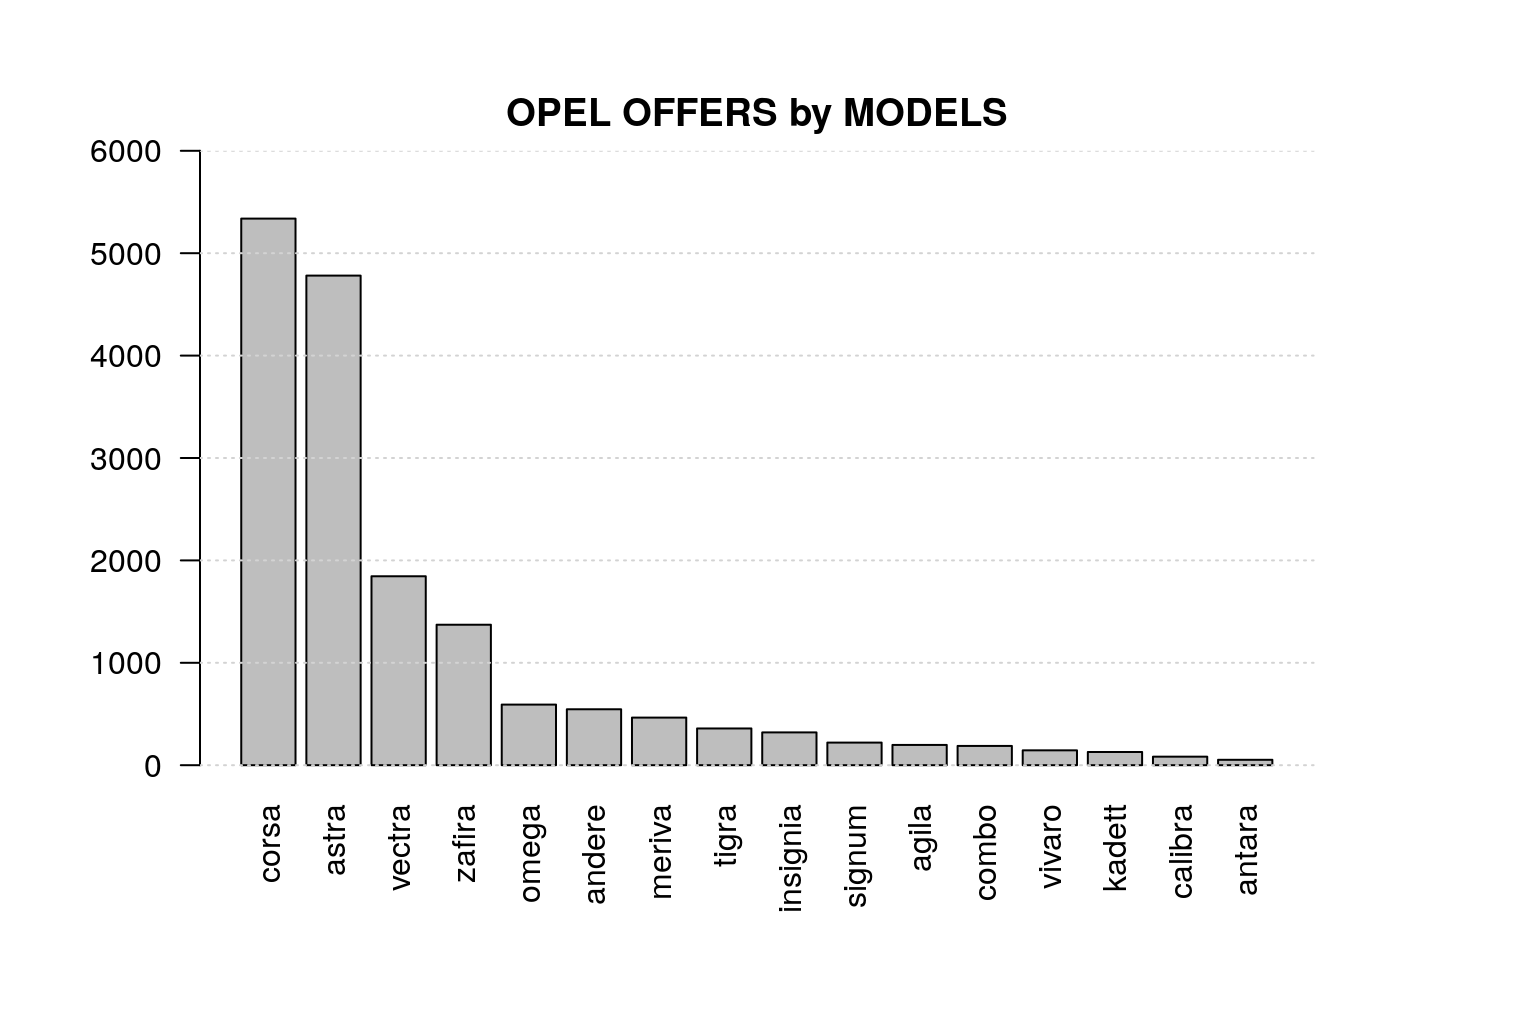 OPEL OFFERS by MODELS
6000
5000
4000
3000
2000
1000
0
corsa
astra
vectra
zafira
omega
andere
meriva
tigra
insignia
signum
agila
combo
vivaro
kadett
calibra
antara